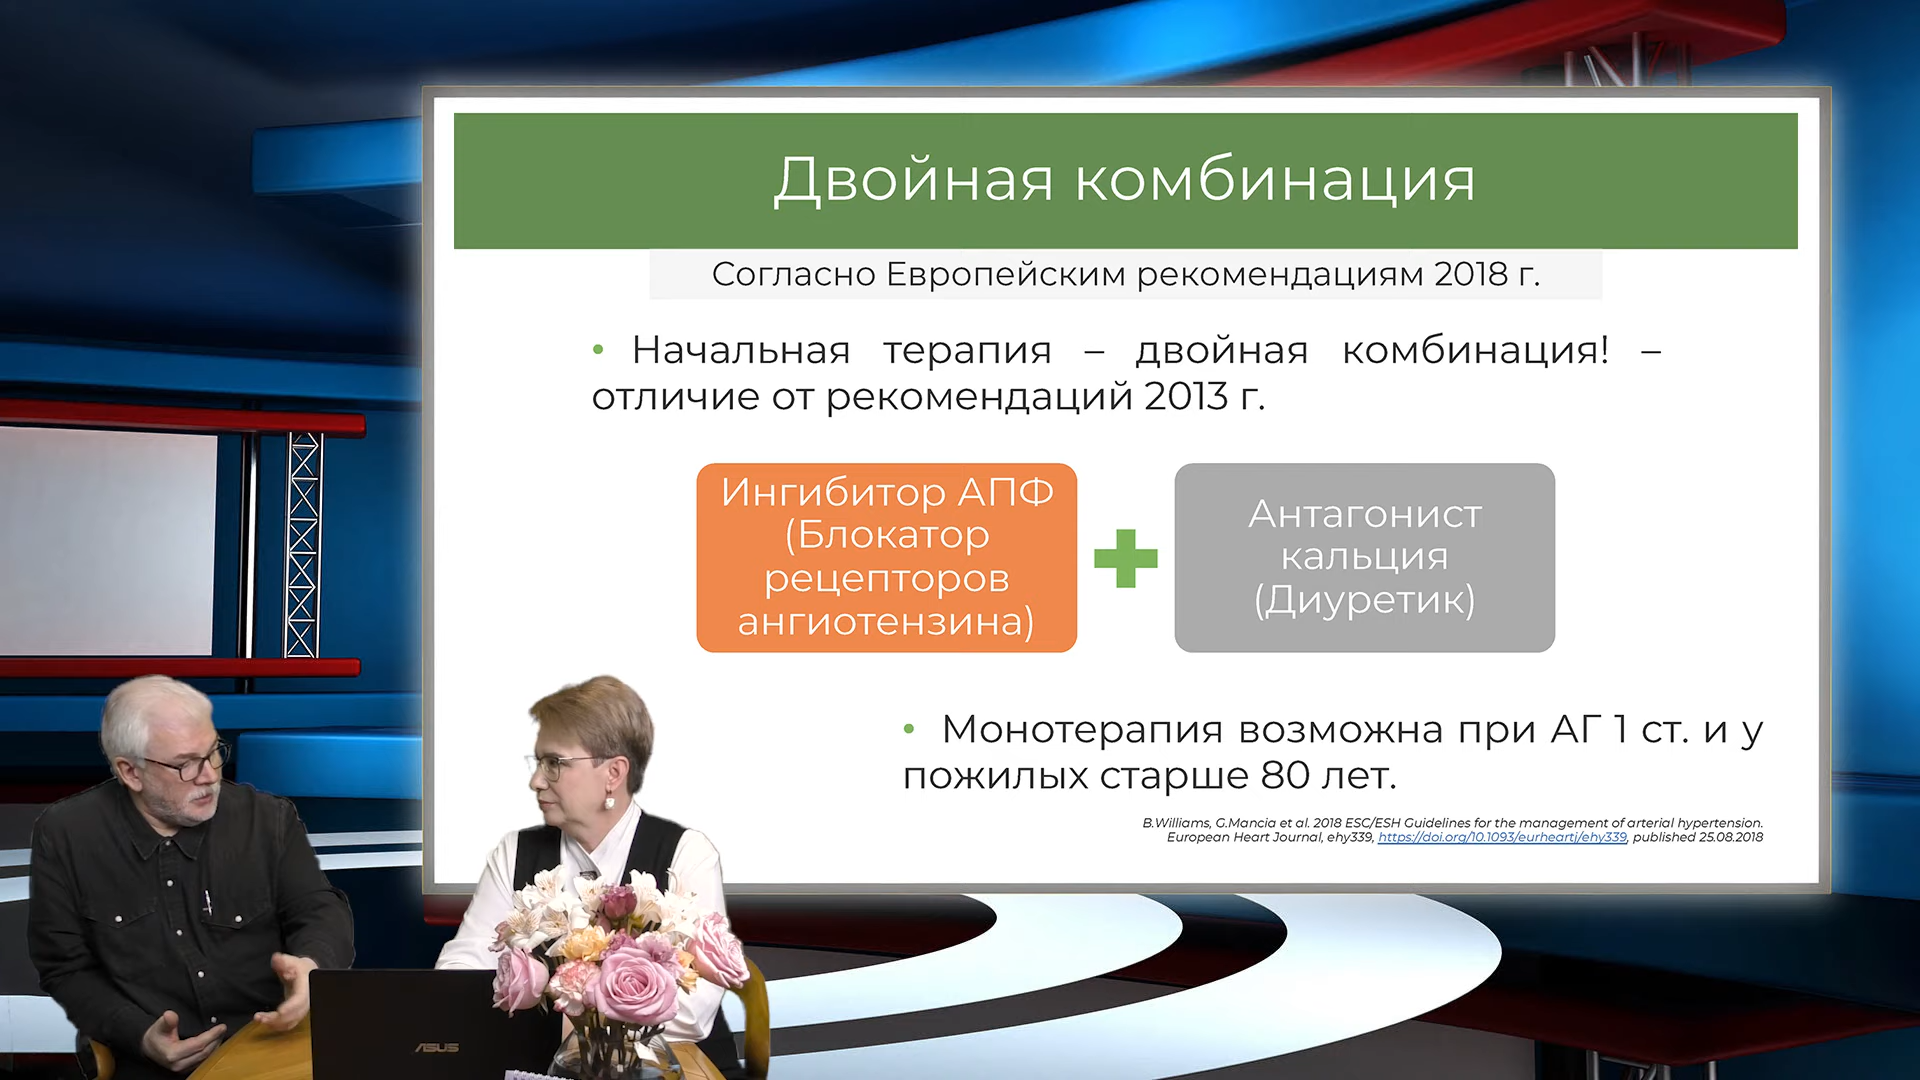 Двойная комбинация
Согласно Европейским рекомендациям 2018 г.
• Начальная терапия – двойная комбинация! –
отличие от рекомендаций 2013 г.
Ингибитор АПФ
(Блокатор
рецепторов
ангиотензина)
Антагонист
кальция
(Диуретик)
• Монотерапия возможна при АГ 1 ст. и у
пожилых старше 80 лет.
B.Williams, G.Mancia et al. 2018 ESC/ESH Guidelines for the management of arterial hypertension.
European Heart Journal, ehy339, https://doi.org/10.1093/eurheartj/ehy339, published 25.08.2018
ASUS